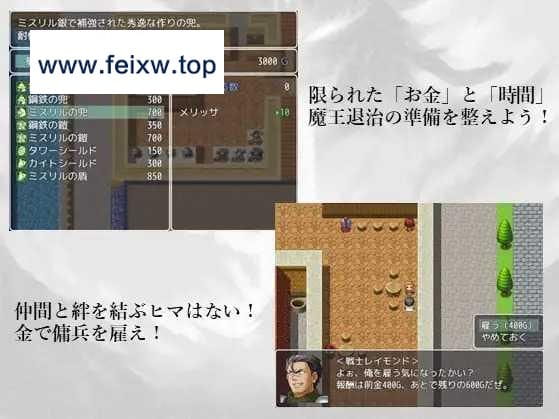 ミスリル銀で補強された秀逸な作りの兜。
耐
www.feixw.top
3000 G
数 0
鋼鉄の兜 300
ミスリルの兜 700
メリッサ +10
鋼鉄の鎧 350
ミスリルの鎧 700
タワーシールド 150
カイトシールド 300
ミスリルの盾 850
限られた「お金」と「時間」
魔王退治の準備を整えよう！
仲間と絆を結ぶヒマはない！
金で傭兵を雇え！
雇う(400G)
やめておく
＜戦士レイモンド＞
よぉ、俺を雇う気になったかい？
報酬は前金400G、あとで残りの600Gだぜ。